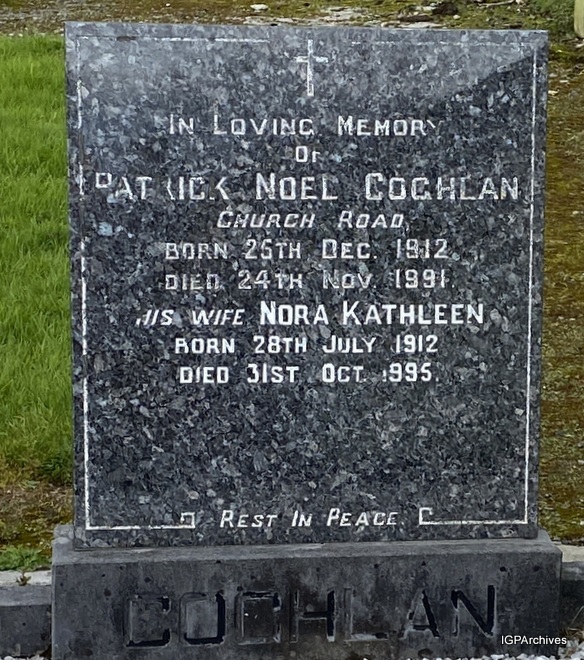 In Loving Memory
Of
Patrick Noel Coghlan
Church Road,
Born 25th Dec. 1912
Died 24th Nov. 1991.
His Wife Nora Kathleen
Born 28th July 1912
Died 31st Oct. 1995.
Rest In Peace
COGHLAN
IGPArchives